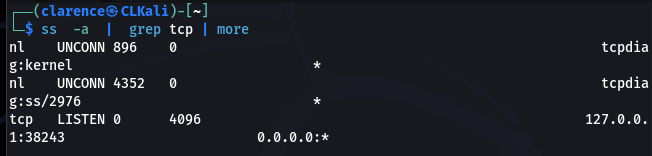 ┌──(clarence㉿CLKali)-[~]
└─$ ss -a | grep tcp | more
nl UNCONN 896 0 tcpdia
g:kernel *
nl UNCONN 4352 0 tcpdia
g:ss/2976 *
tcp LISTEN 0 4096 127.0.0.
1:38243 0.0.0.0:*